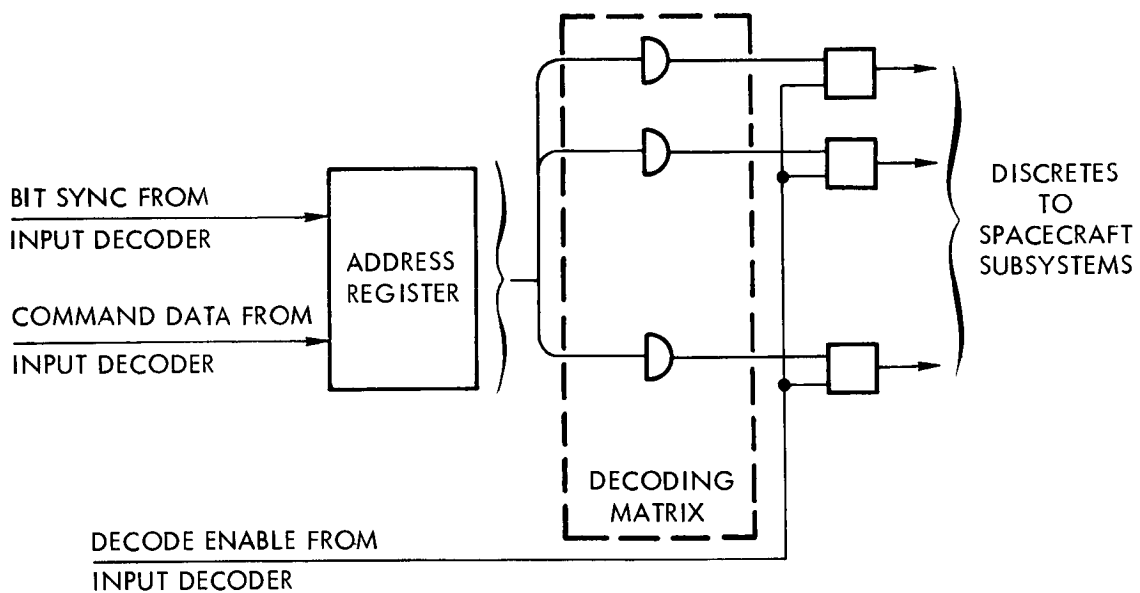 BIT SYNC FROM
INPUT DECODER
COMMAND DATA FROM
INPUT DECODER
ADDRESS
REGISTER
DECODING
MATRIX
DISCRETES
TO
SPACECRAFT
SUBSYSTEMS
DECODE ENABLE FROM
INPUT DECODER